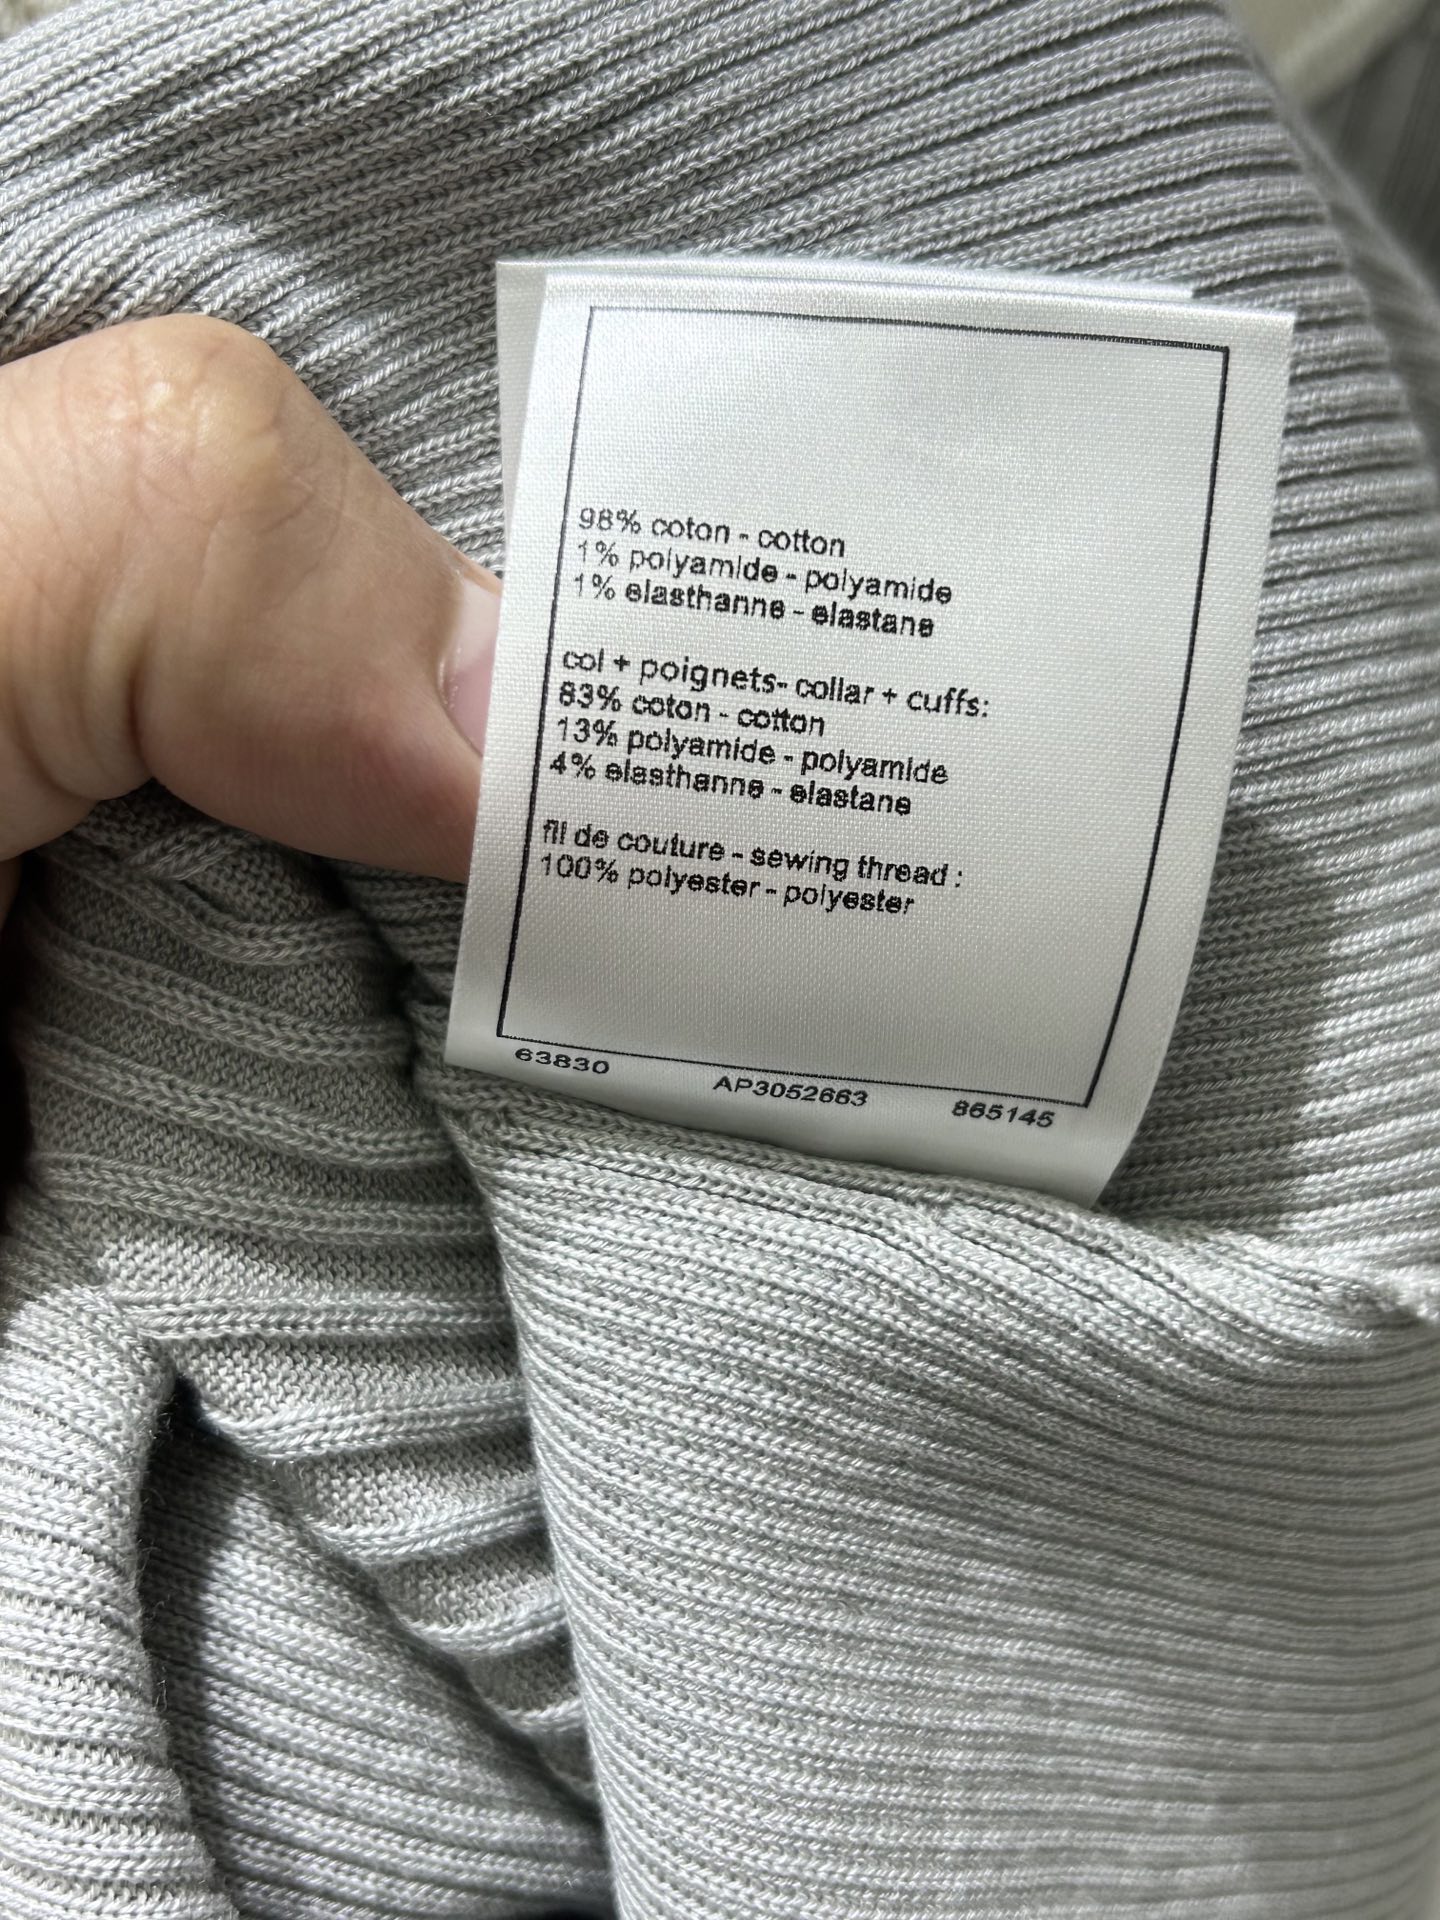 98% coton - cotton
1% polyamide - polyamide
1% elasthanne - elastane
col + poignets- collar + cuffs:
83% coton - cotton
13% polyamide - polyamide
4% elasthanne - elastane
fil de couture - sewing thread :
100% polyester - polyester
63830 AP3052663 865145